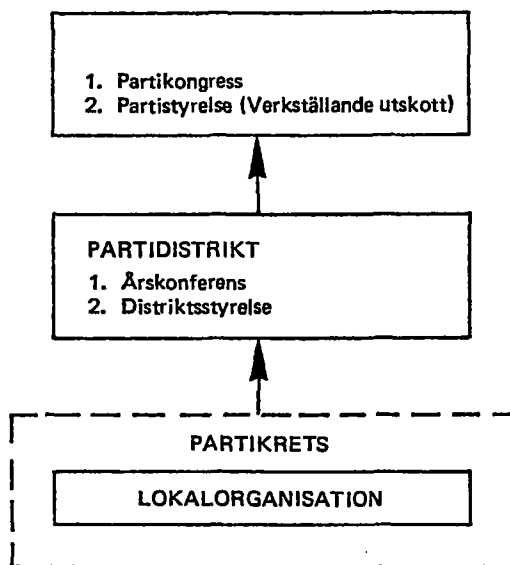 1. Partikongress
2. Partistyrelse (Verkställande utskott)
PARTIDISTRIKT
1. Årskonferens
2. Distriktsstyrelse
PARTIKRETS
LOKALORGANISATION